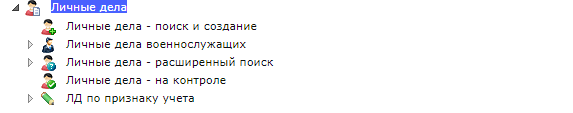 Личные дела
Личные дела - поиск и создание
Личные дела военнослужащих
Личные дела - расширенный поиск
Личные дела - на контроле
ЛД по признаку учета